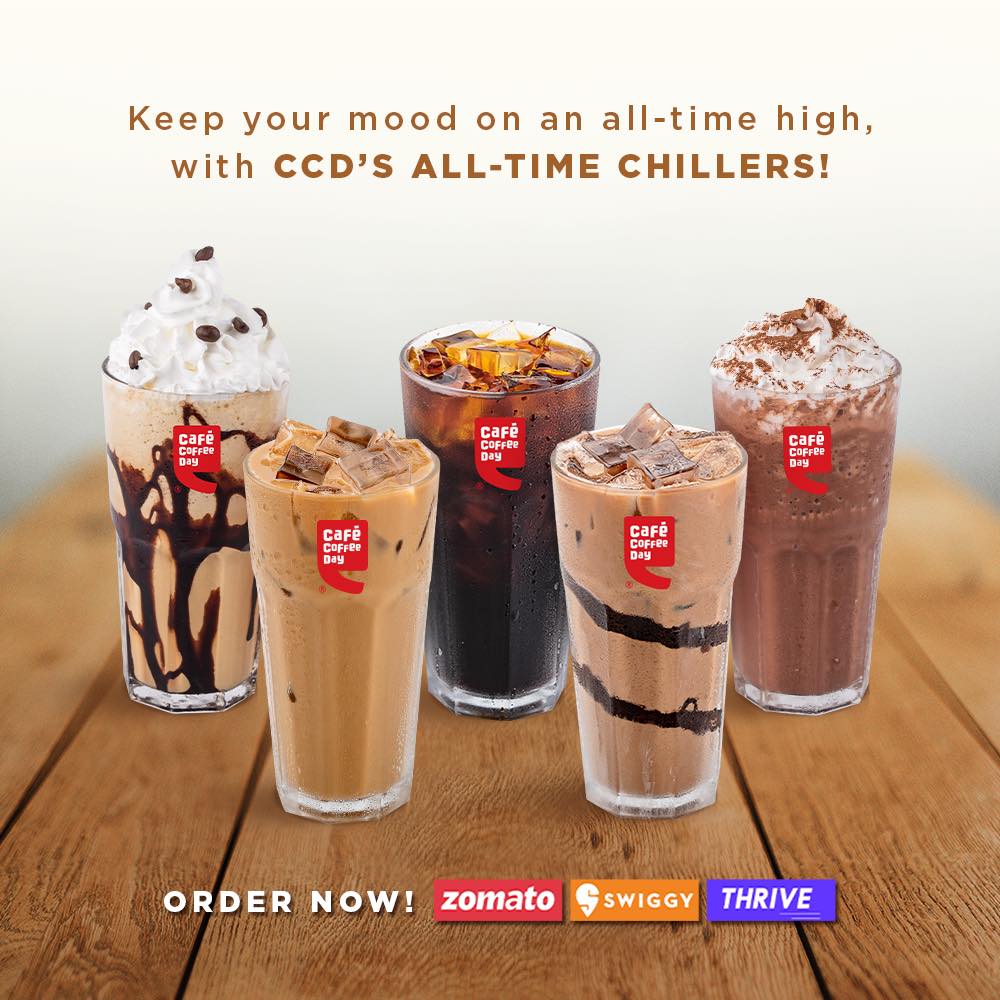 Keep your mood on an all-time high,
with CCD'S ALL-TIME CHILLERS!
Café
Coffee
Day
®
Café
Coffee
Day
Café
Coffee
Day
Café
Coffee
Day
®
Café
Coffee
Day
®
ORDER NOW! zomato SWIGGY THRIVE